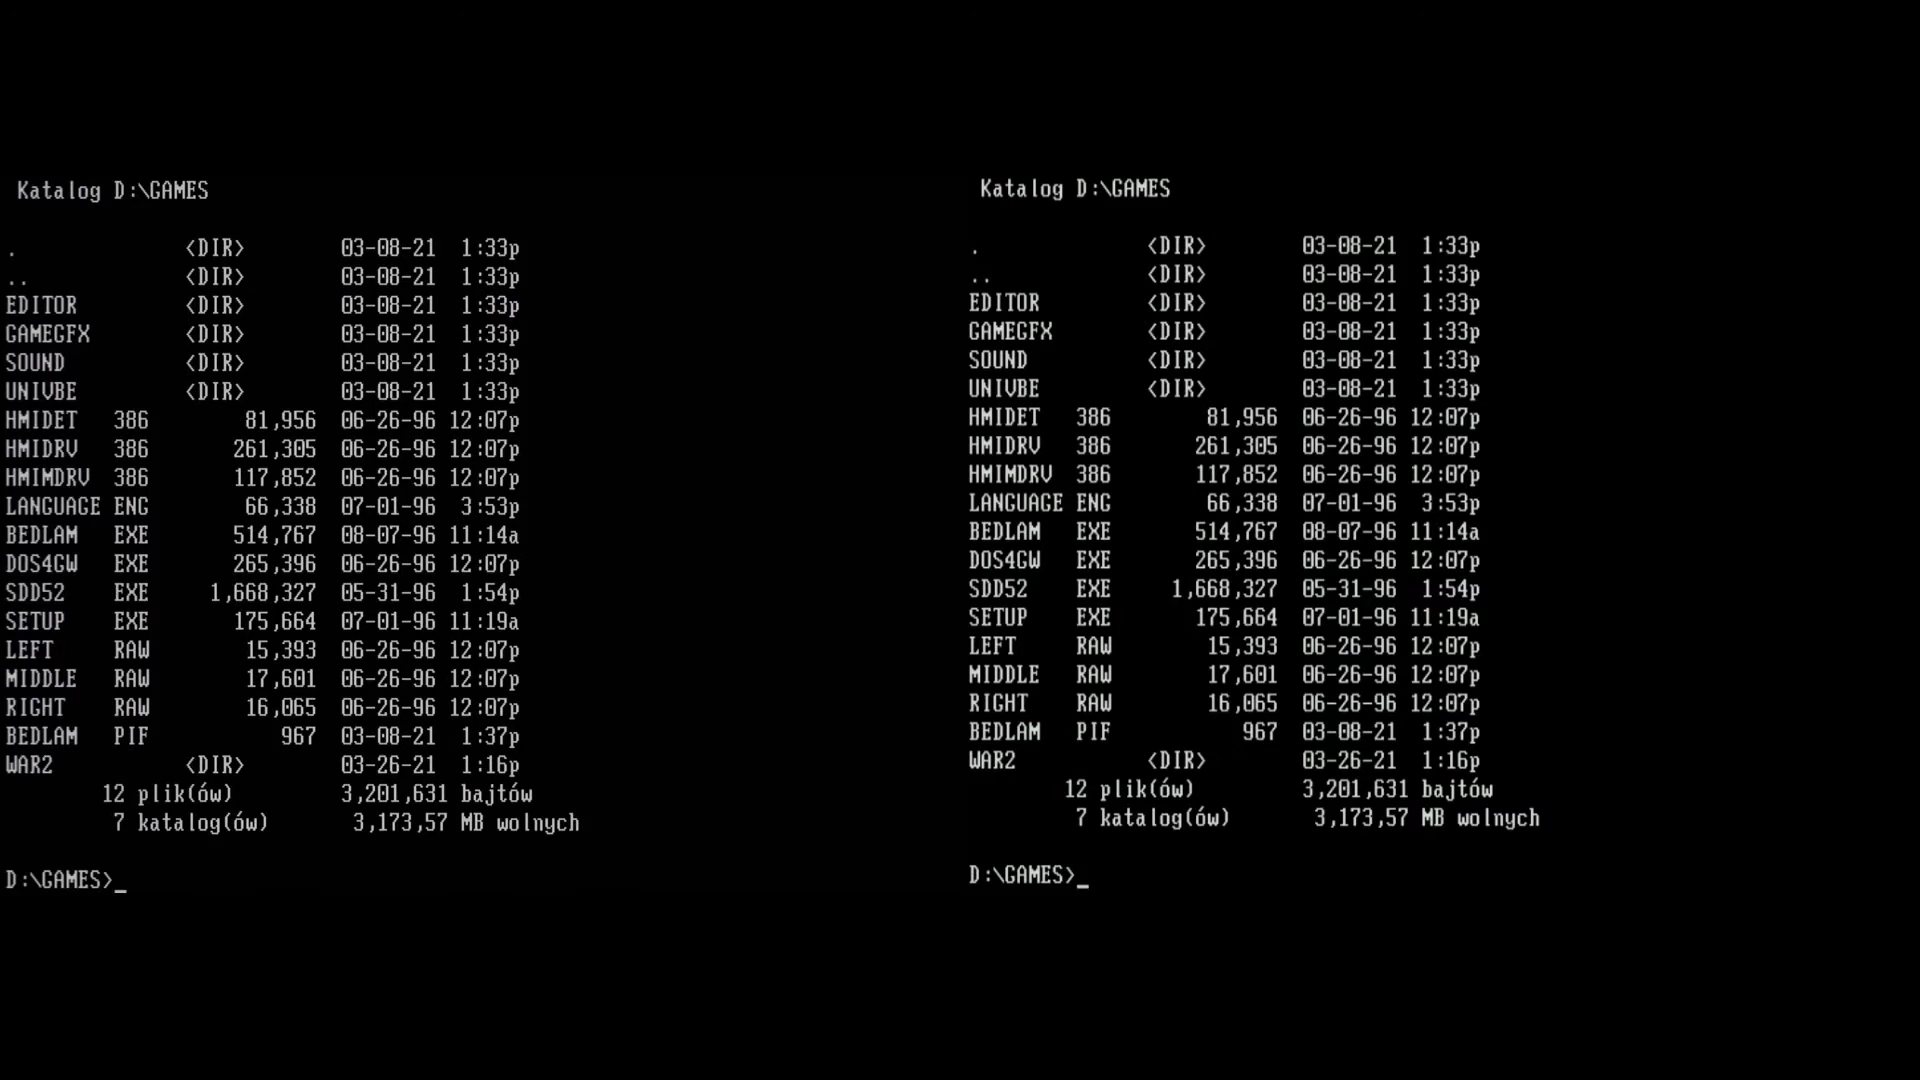 Katalog D:\GAMES
. <DIR> 03-08-21 1:33p
.. <DIR> 03-08-21 1:33p
EDITOR <DIR> 03-08-21 1:33p
GAMEGFX <DIR> 03-08-21 1:33p
SOUND <DIR> 03-08-21 1:33p
UNIVBE <DIR> 03-08-21 1:33p
HMIDET 386 81,956 06-26-96 12:07p
HMIDRV 386 261,305 06-26-96 12:07p
HMIMDRV 386 117,852 06-26-96 12:07p
LANGUAGE ENG 66,338 07-01-96 3:53p
BEDLAM EXE 514,767 08-07-96 11:14a
DOS4GW EXE 265,396 06-26-96 12:07p
SDD52 EXE 1,668,327 05-31-96 1:54p
SETUP EXE 175,664 07-01-96 11:19a
LEFT RAW 15,393 06-26-96 12:07p
MIDDLE RAW 17,601 06-26-96 12:07p
RIGHT RAW 16,065 06-26-96 12:07p
BEDLAM PIF 967 03-08-21 1:37p
WAR2 <DIR> 03-26-21 1:16p
12 plik(ów) 3,201,631 bajtów
7 katalog(ów) 3,173,57 MB wolnych
D:\GAMES>_
Katalog D:\GAMES
. <DIR> 03-08-21 1:33p
.. <DIR> 03-08-21 1:33p
EDITOR <DIR> 03-08-21 1:33p
GAMEGFX <DIR> 03-08-21 1:33p
SOUND <DIR> 03-08-21 1:33p
UNIVBE <DIR> 03-08-21 1:33p
HMIDET 386 81,956 06-26-96 12:07p
HMIDRV 386 261,305 06-26-96 12:07p
HMIMDRV 386 117,852 06-26-96 12:07p
LANGUAGE ENG 66,338 07-01-96 3:53p
BEDLAM EXE 514,767 08-07-96 11:14a
DOS4GW EXE 265,396 06-26-96 12:07p
SDD52 EXE 1,668,327 05-31-96 1:54p
SETUP EXE 175,664 07-01-96 11:19a
LEFT RAW 15,393 06-26-96 12:07p
MIDDLE RAW 17,601 06-26-96 12:07p
RIGHT RAW 16,065 06-26-96 12:07p
BEDLAM PIF 967 03-08-21 1:37p
WAR2 <DIR> 03-26-21 1:16p
12 plik(ów) 3,201,631 bajtów
7 katalog(ów) 3,173,57 MB wolnych
D:\GAMES>_